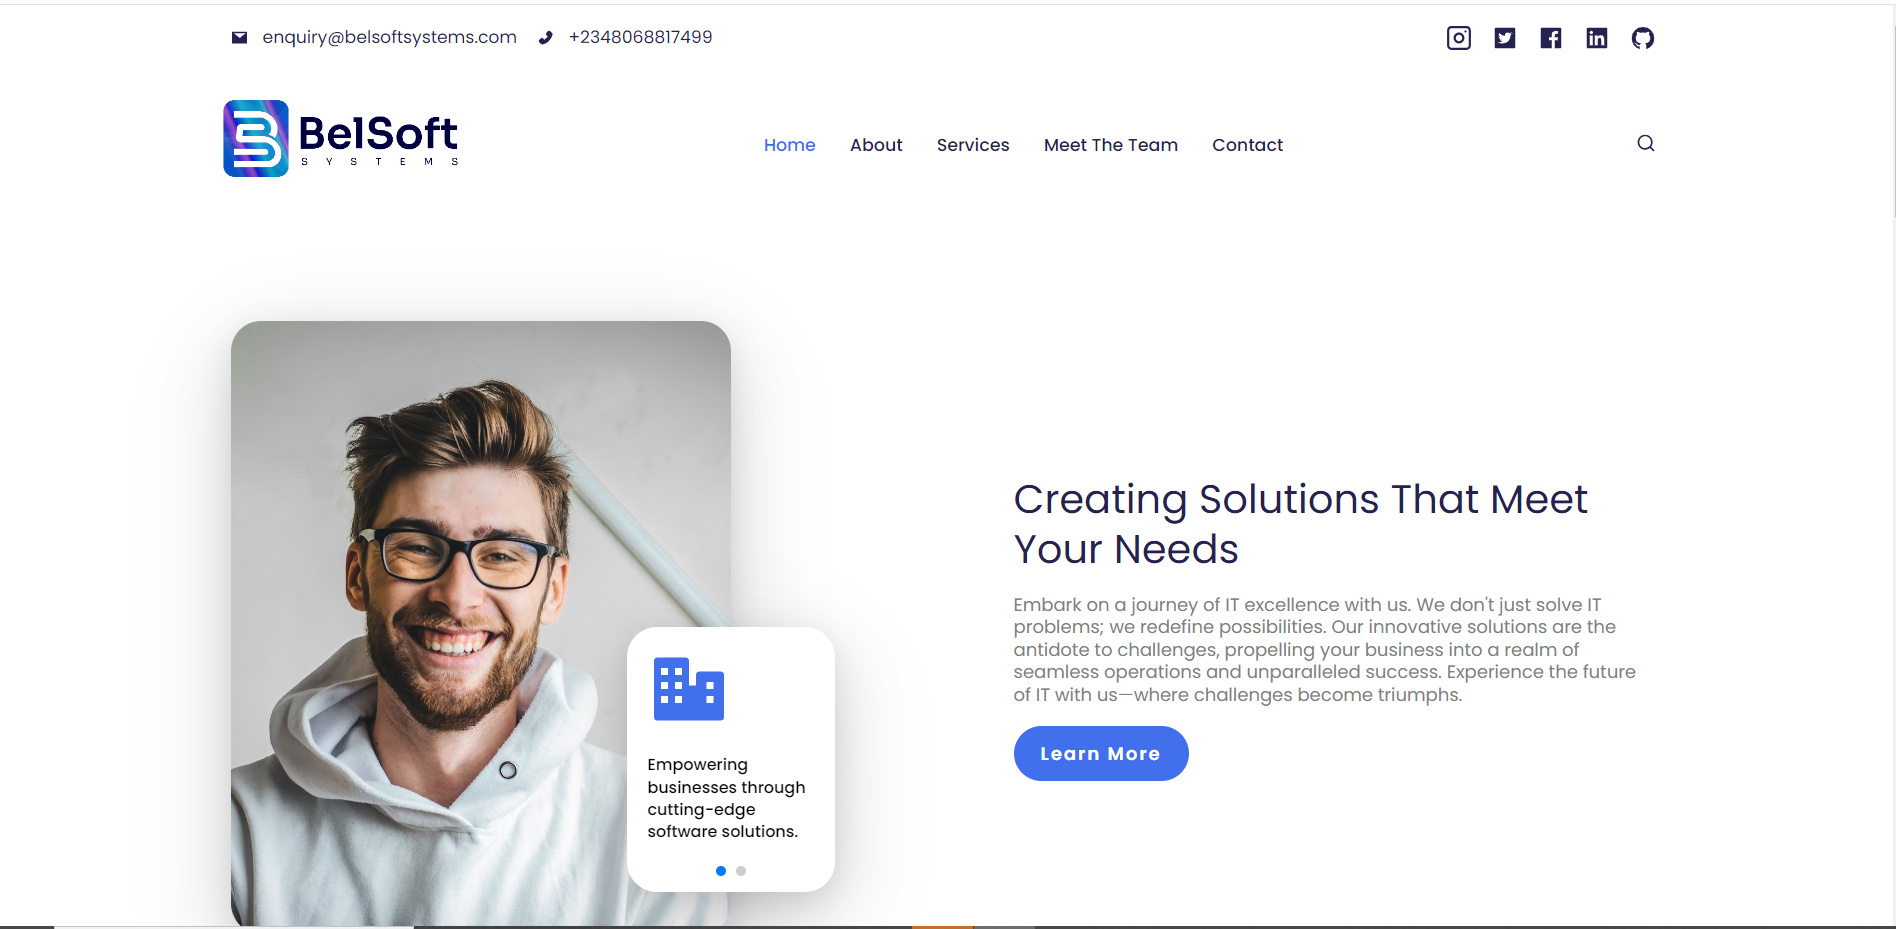 enquiry@belsoftsystems.com +2348068817499
BelSoft
SYSTEMS
Home About Services Meet The Team Contact
Creating Solutions That Meet
Your Needs
Embark on a journey of IT excellence with us. We don't just solve IT
problems; we redefine possibilities. Our innovative solutions are the
antidote to challenges, propelling your business into a realm of
seamless operations and unparalleled success. Experience the future
of IT with us—where challenges become triumphs.
Learn More
Empowering
businesses through
cutting-edge
software solutions.